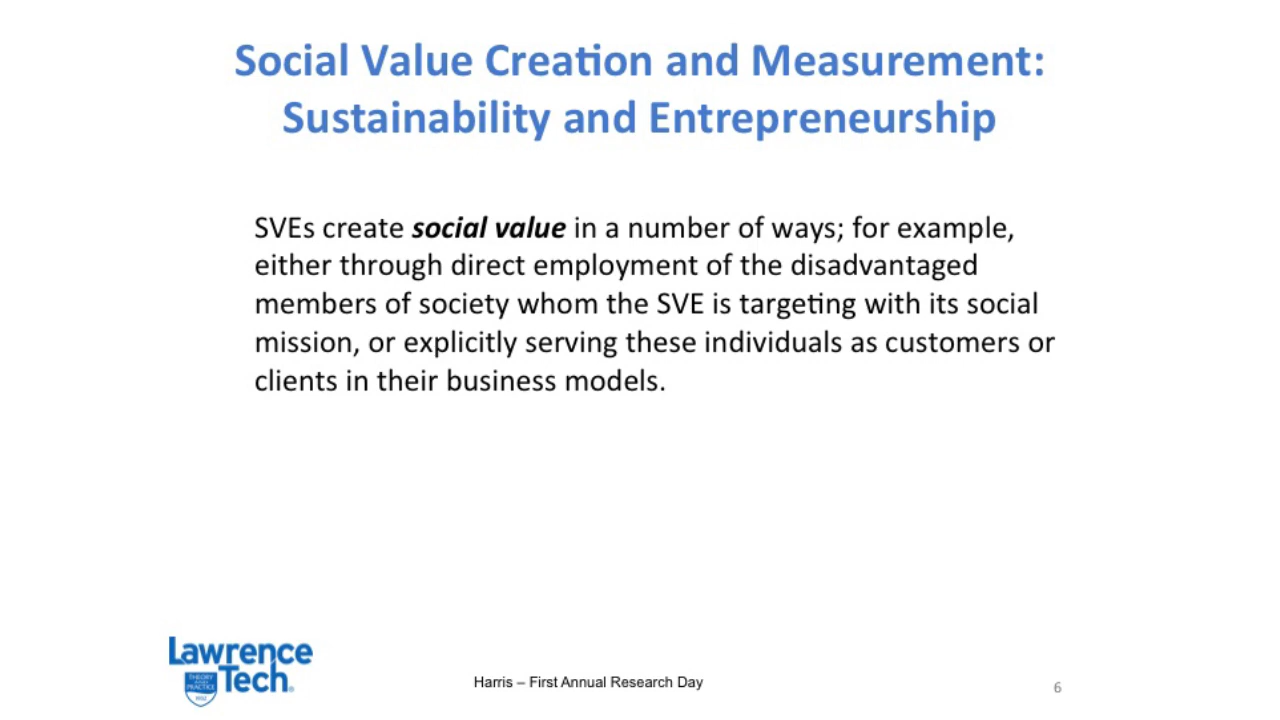 Social Value Creation and Measurement:
Sustainability and Entrepreneurship
SVEs create social value in a number of ways; for example,
either through direct employment of the disadvantaged
members of society whom the SVE is targeting with its social
mission, or explicitly serving these individuals as customers or
clients in their business models.
Lawrence
Tech
THEORY
PRACTICE
Harris – First Annual Research Day
6